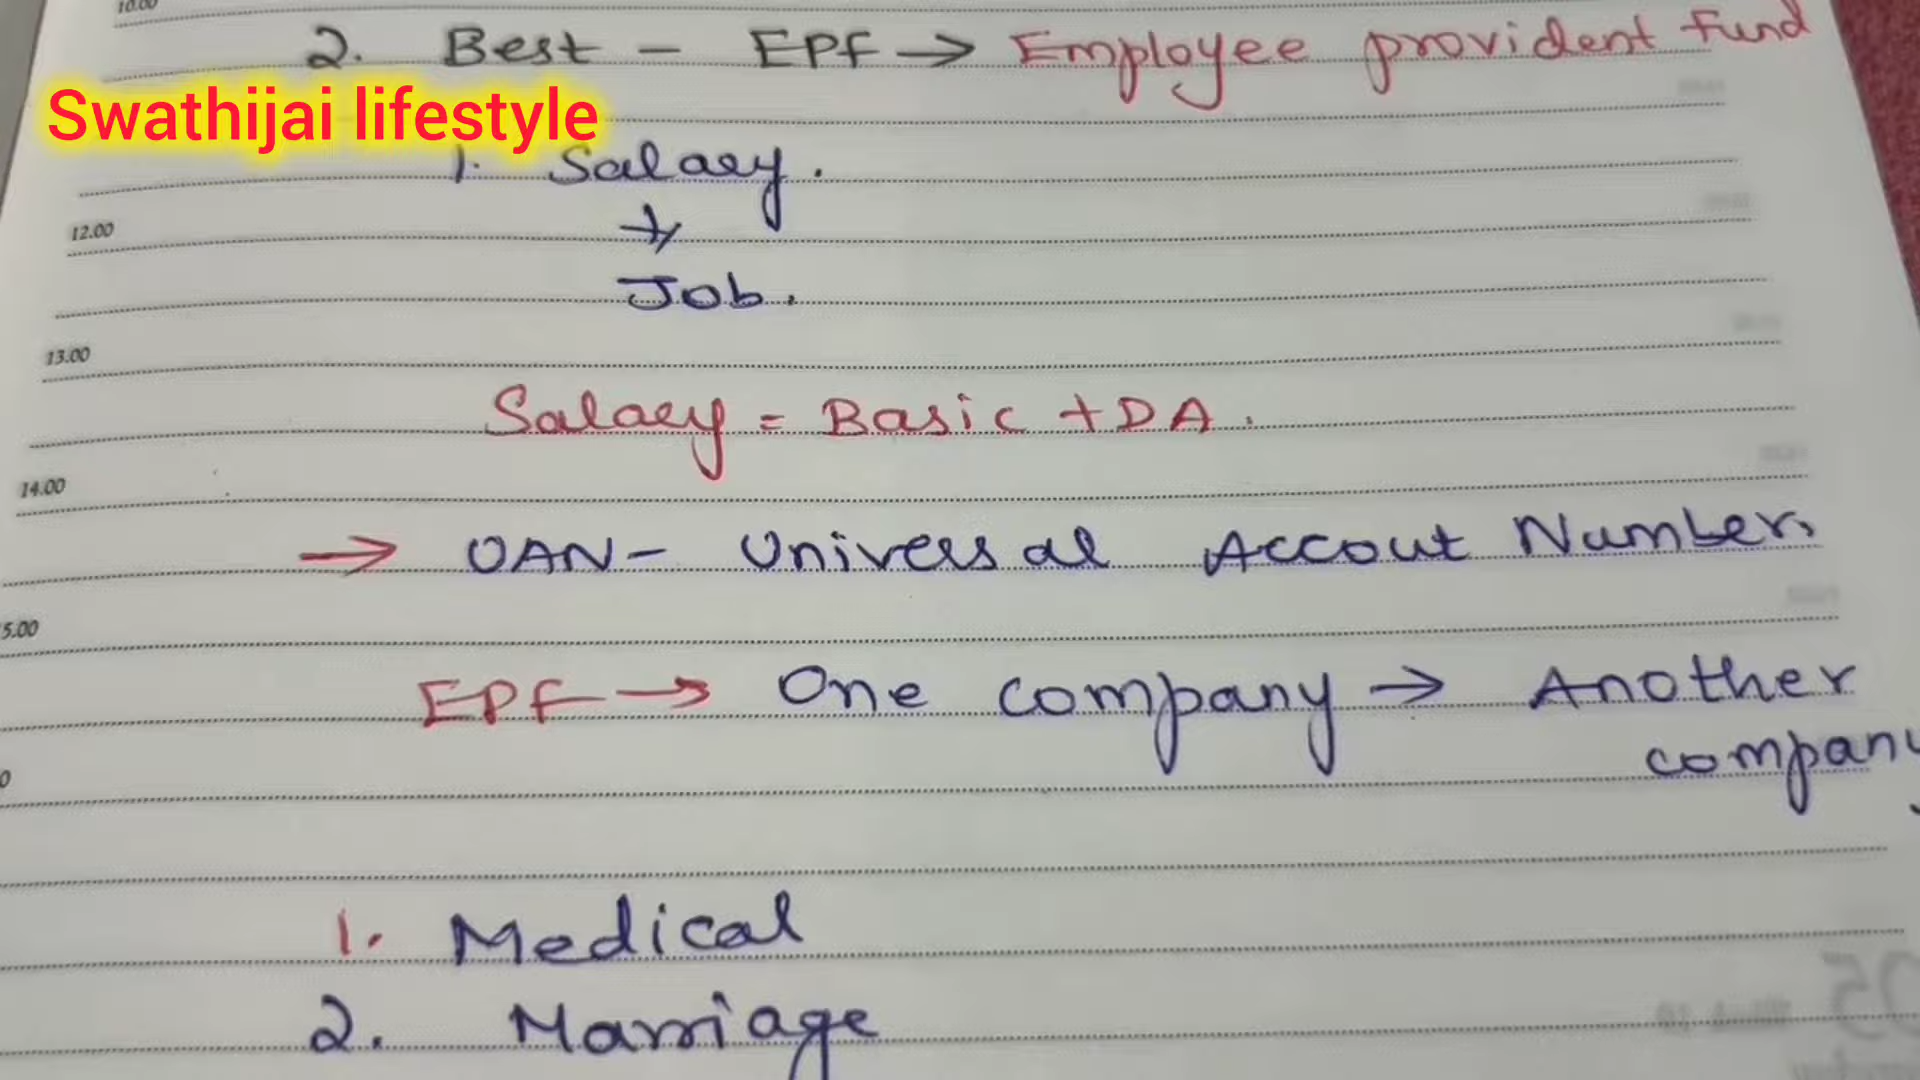 10.00
2. Best - EPF → Employee provident Fund
Swathijai lifestyle
1. Salary.
Job.
12.00
13.00
Salary = Basic + DA.
14.00
→ UAN - Universal Accout Number.
5.00
EPF → One company → Another
company
0
1. Medical
2. Marriage